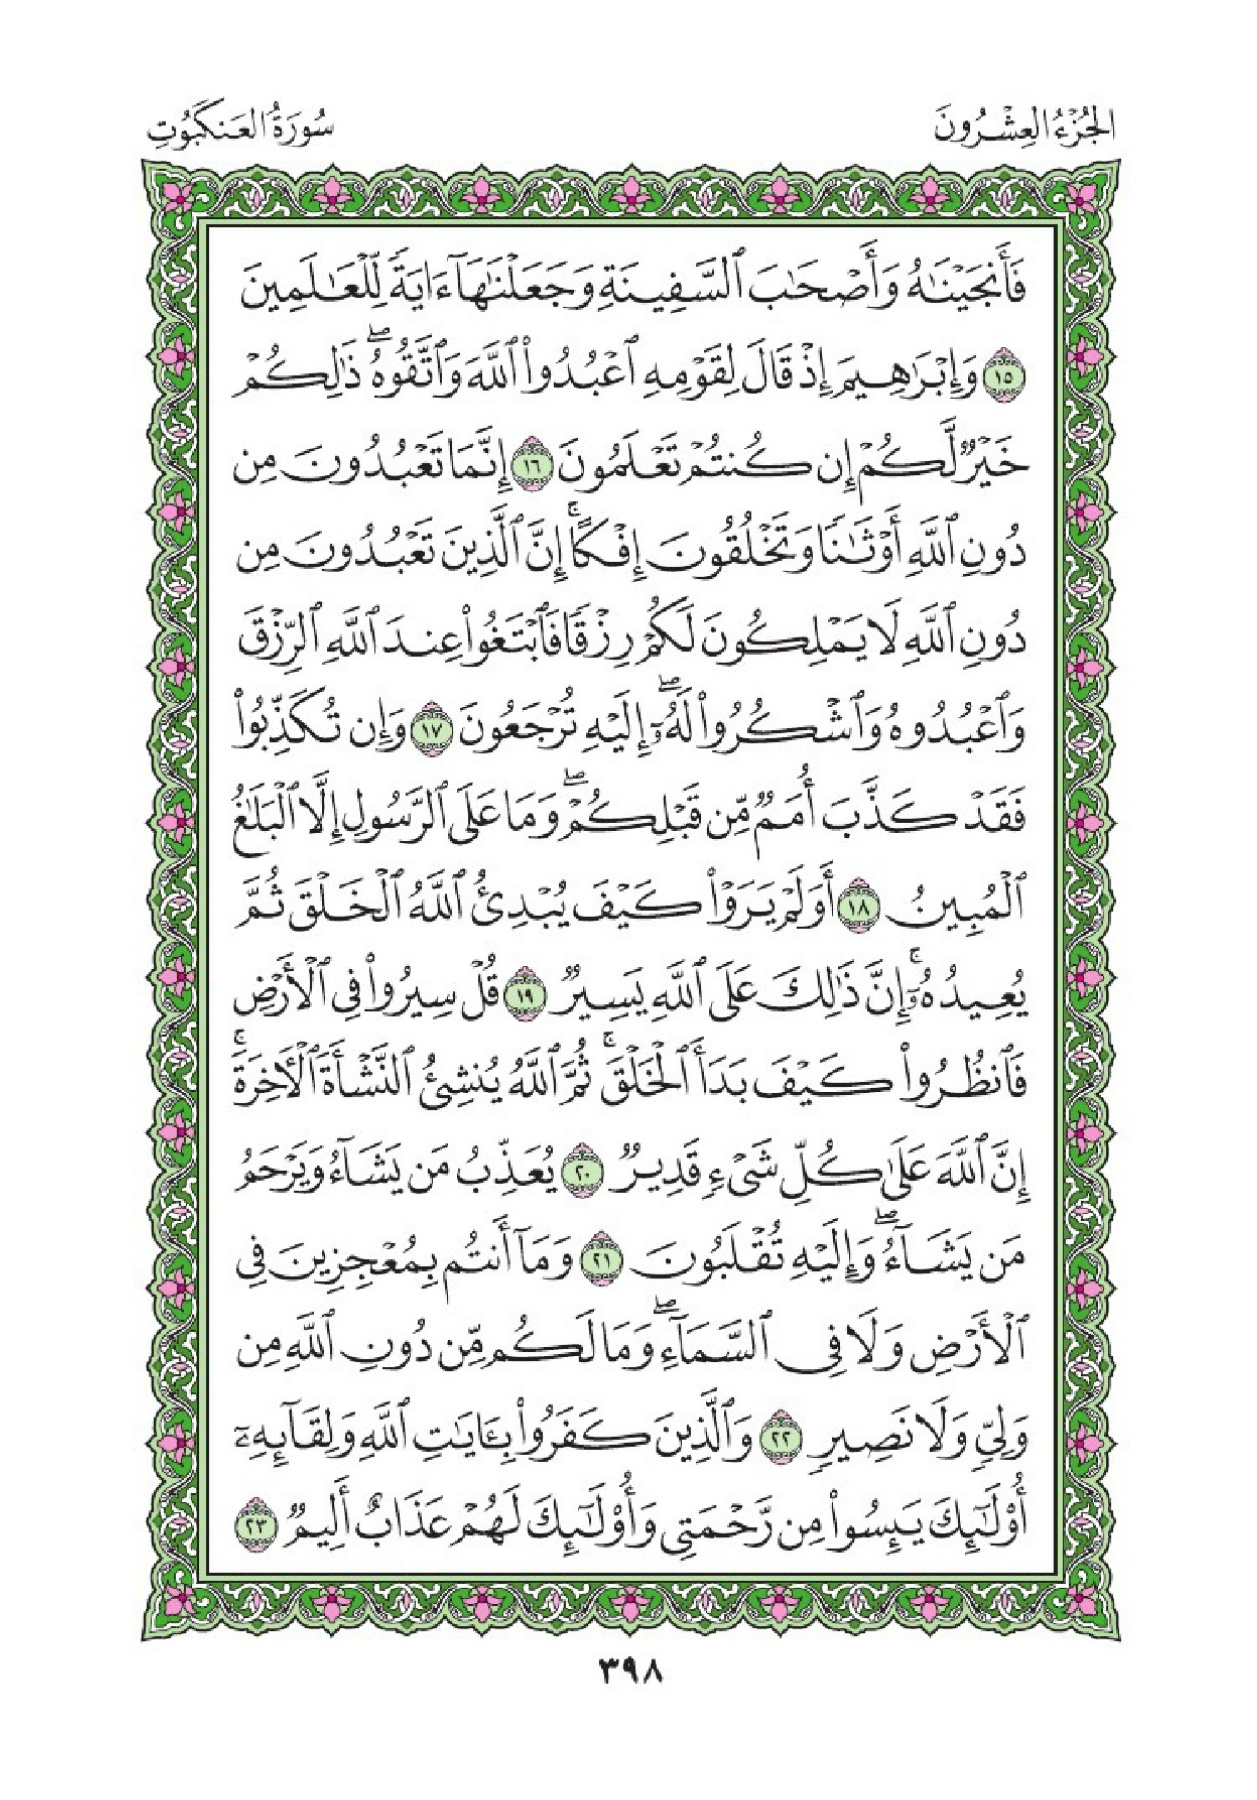 الجُزْءُ العِشْرُونَ
سُورَةُ العَنكَبُوتِ
فَأَنجَيْنَٰهُ وَأَصْحَٰبَ ٱلسَّفِينَةِ وَجَعَلْنَٰهَآ ءَايَةً لِّلْعَٰلَمِينَ
١٥ وَإِبْرَٰهِيمَ إِذْ قَالَ لِقَوْمِهِ ٱعْبُدُوا۟ ٱللَّهَ وَٱتَّقُوهُ ۖ ذَٰلِكُمْ
خَيْرٌ لَّكُمْ إِن كُنتُمْ تَعْلَمُونَ ١٦ إِنَّمَا تَعْبُدُونَ مِن
دُونِ ٱللَّهِ أَوْثَٰنًا وَتَخْلُقُونَ إِفْكًا ۚ إِنَّ ٱلَّذِينَ تَعْبُدُونَ مِن
دُونِ ٱللَّهِ لَا يَمْلِكُونَ لَكُمْ رِزْقًا فَٱبْتَغُوا۟ عِندَ ٱللَّهِ ٱلرِّزْقَ
وَٱعْبُدُوهُ وَٱشْكُرُوا۟ لَهُۥٓ ۖ إِلَيْهِ تُرْجَعُونَ ١٧ وَإِن تُكَذِّبُوا۟
فَقَدْ كَذَّبَ أُمَمٌ مِّن قَبْلِكُمْ ۖ وَمَا عَلَى ٱلرَّسُولِ إِلَّا ٱلْبَلَٰغُ
ٱلْمُبِينُ ١٨ أَوَلَمْ يَرَوْا۟ كَيْفَ يُبْدِئُ ٱللَّهُ ٱلْخَلْقَ ثُمَّ
يُعِيدُهُۥٓ ۚ إِنَّ ذَٰلِكَ عَلَى ٱللَّهِ يَسِيرٌ ١٩ قُلْ سِيرُوا۟ فِى ٱلْأَرْضِ
فَٱنظُرُوا۟ كَيْفَ بَدَأَ ٱلْخَلْقَ ۚ ثُمَّ ٱللَّهُ يُنشِئُ ٱلنَّشْأَةَ ٱلْءَاخِرَةَ ۚ
إِنَّ ٱللَّهَ عَلَىٰ كُلِّ شَىْءٍ قَدِيرٌ ٢٠ يُعَذِّبُ مَن يَشَآءُ وَيَرْحَمُ
مَن يَشَآءُ ۖ وَإِلَيْهِ تُقْلَبُونَ ٢١ وَمَآ أَنتُم بِمُعْجِزِينَ فِى
ٱلْأَرْضِ وَلَا فِى ٱلسَّمَآءِ ۖ وَمَا لَكُم مِّن دُونِ ٱللَّهِ مِن
وَلِىٍّ وَلَا نَصِيرٍ ٢٢ وَٱلَّذِينَ كَفَرُوا۟ بِـَٔايَٰتِ ٱللَّهِ وَلِقَآئِهِۦٓ
أُو۟لَٰٓئِكَ يَئِسُوا۟ مِن رَّحْمَتِى وَأُو۟لَٰٓئِكَ لَهُمْ عَذَابٌ أَلِيمٌ ٢٣
٣٩٨